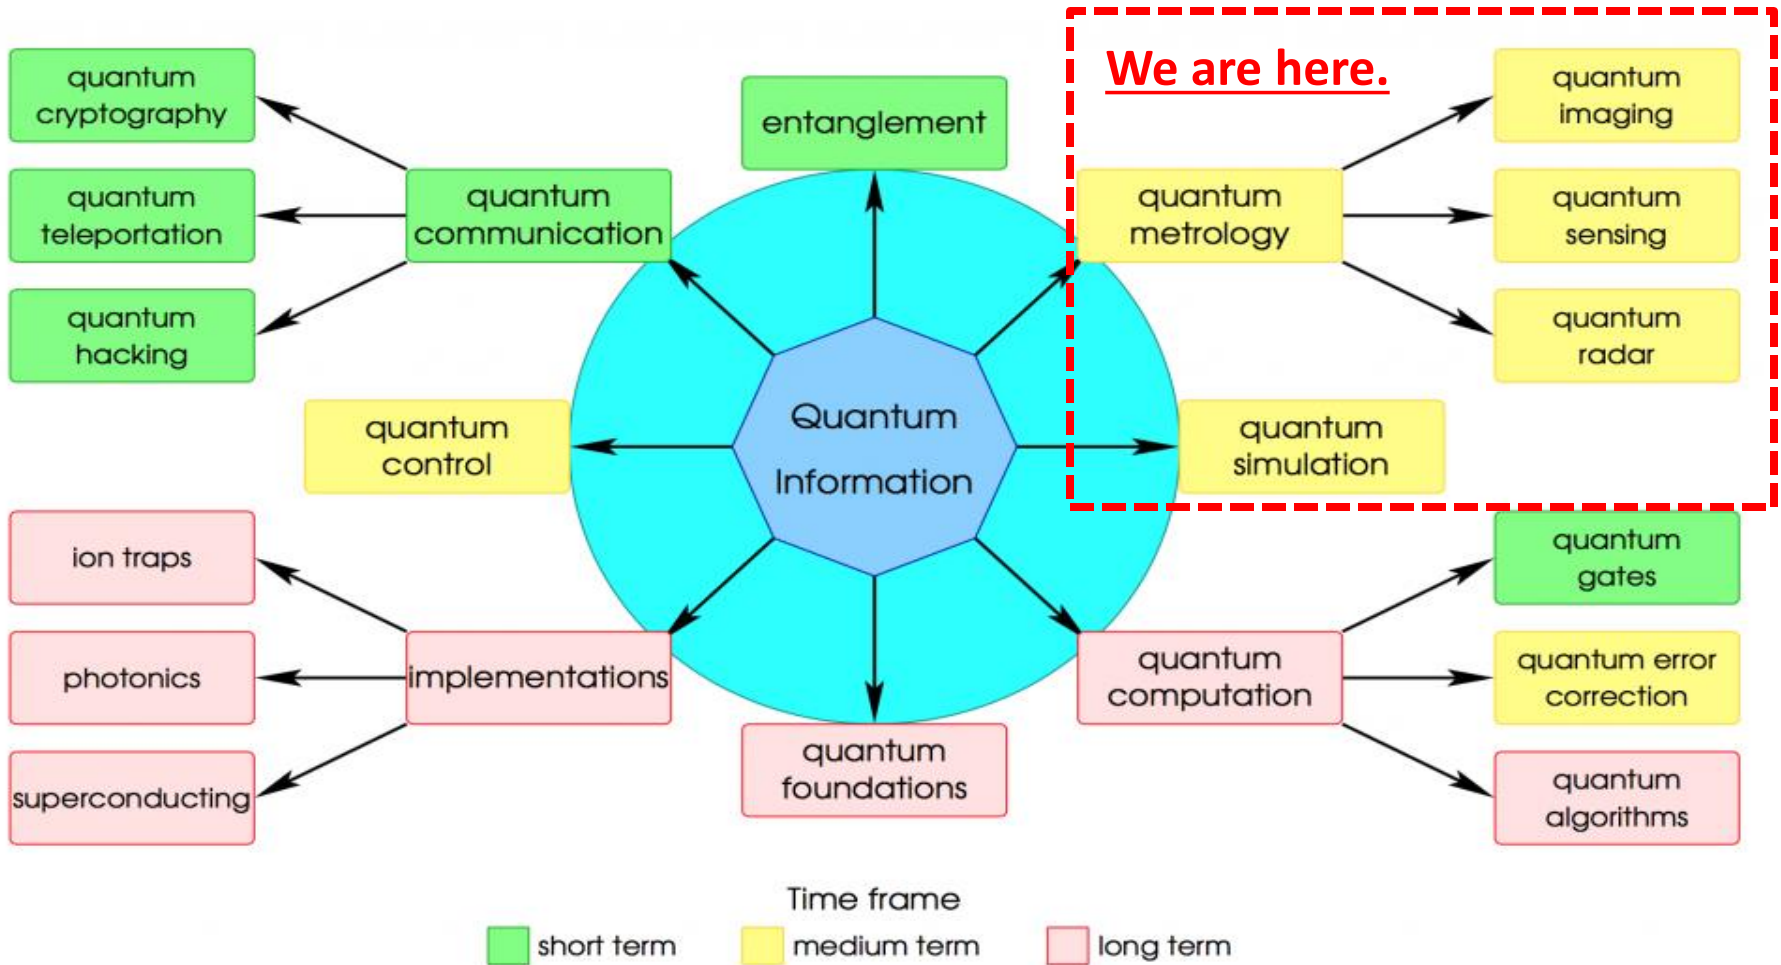 We are here.
quantum
cryptography
quantum
teleportation
quantum
hacking
quantum
communication
entanglement
quantum
metrology
quantum
imaging
quantum
sensing
quantum
radar
quantum
control
Quantum
Information
quantum
simulation
ion traps
photonics
superconducting
implementations
quantum
foundations
quantum
computation
quantum
gates
quantum error
correction
quantum
algorithms
Time frame
short term
medium term
long term